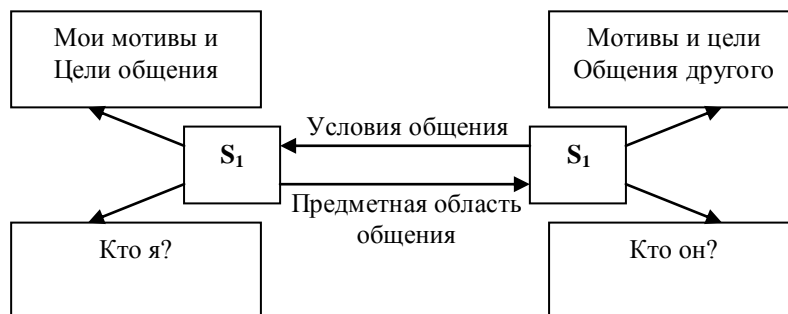 Мои мотивы и
Цели общения
Мотивы и цели
Общения другого
Условия общения
S₁
S₁
Предметная область
общения
Кто я?
Кто он?